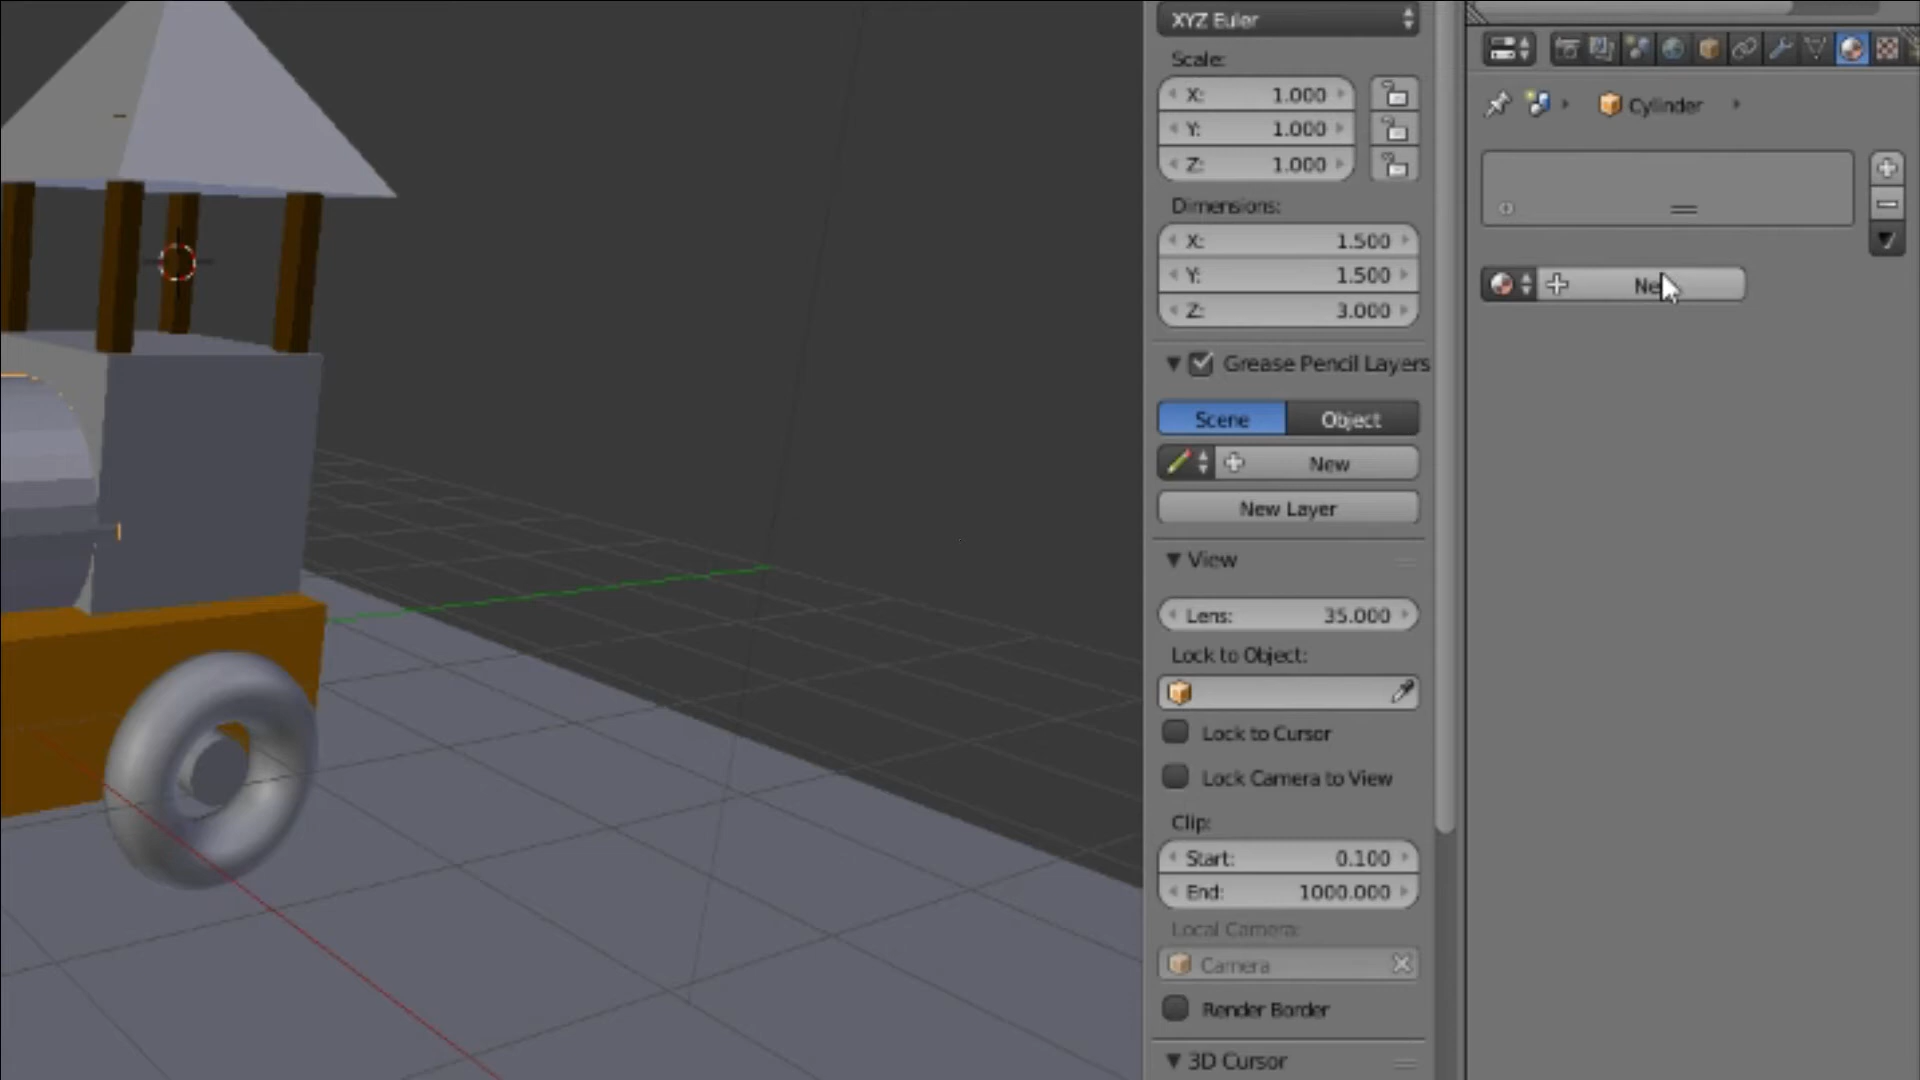 XYZ Euler
Scale:
X: 1.000
Y: 1.000
Z: 1.000
Dimensions:
X: 1.500
Y: 1.500
Z: 3.000
Grease Pencil Layers
Scene Object
New
New Layer
View
Lens: 35.000
Lock to Object:
Lock to Cursor
Lock Camera to View
Clip:
Start: 0.100
End: 1000.000
Local Camera:
Camera
Render Border
3D Cursor
Cylinder
Ne